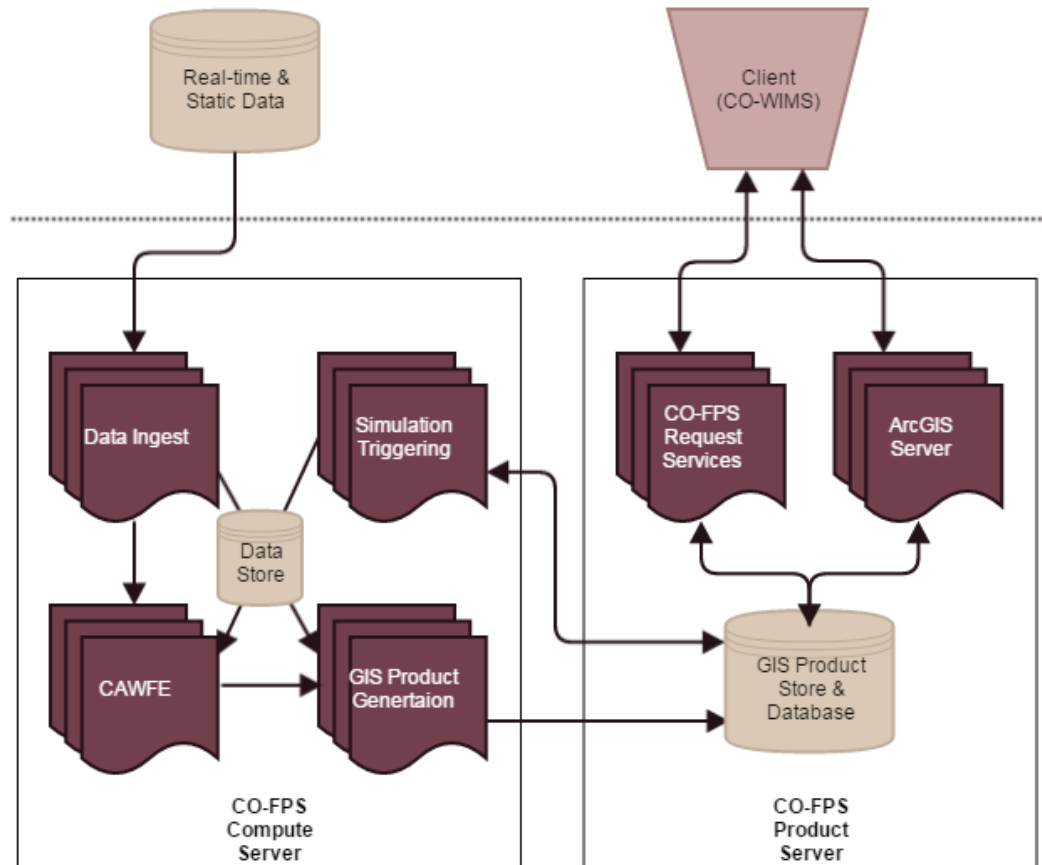 Real-time &
Static Data
Client
(CO-WIMS)
Data Ingest
Simulation
Triggering
CO-FPS
Request
Services
ArcGIS
Server
Data
Store
CAWFE
GIS Product
Genertaion
GIS Product
Store &
Database
CO-FPS
Compute
Server
CO-FPS
Product
Server